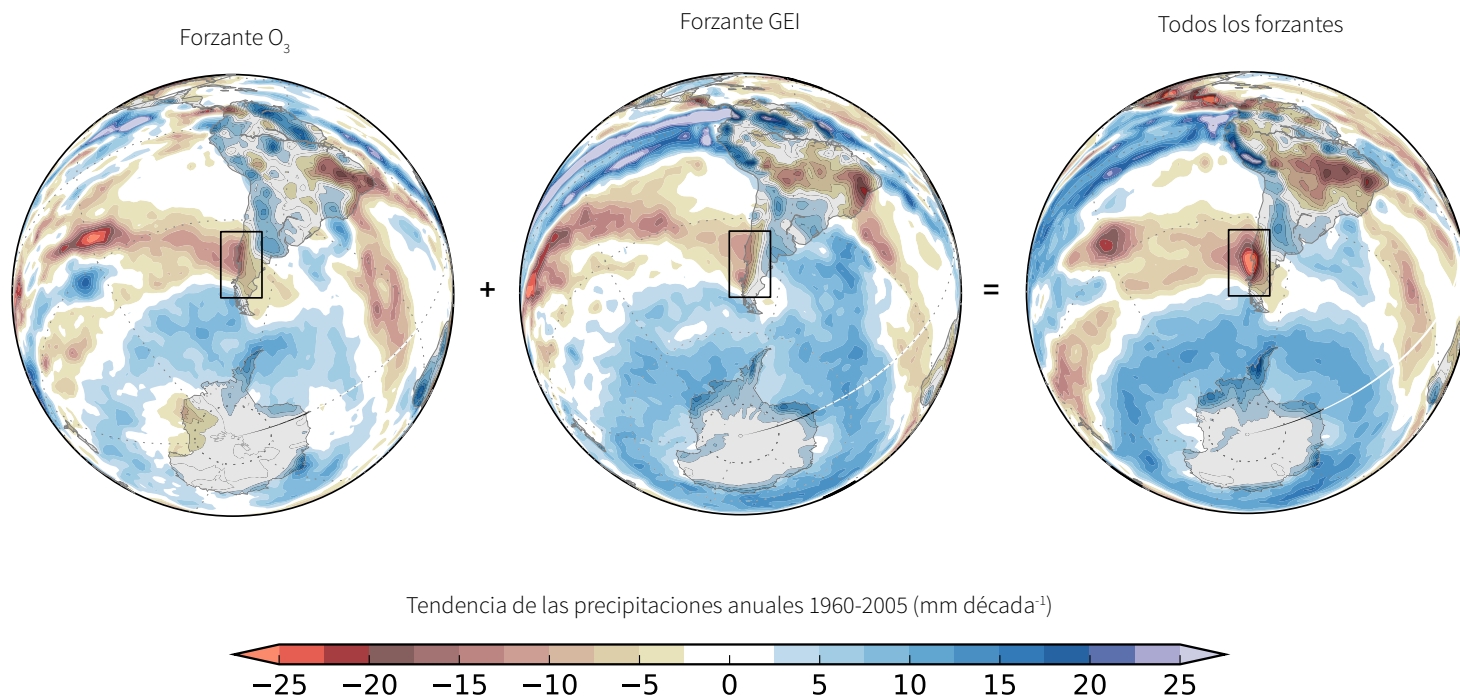 Forzante O₃
Forzante GEI
Todos los forzantes
+
=
Tendencia de las precipitaciones anuales 1960-2005 (mm década⁻¹)
−25 −20 −15 −10 −5 0 5 10 15 20 25